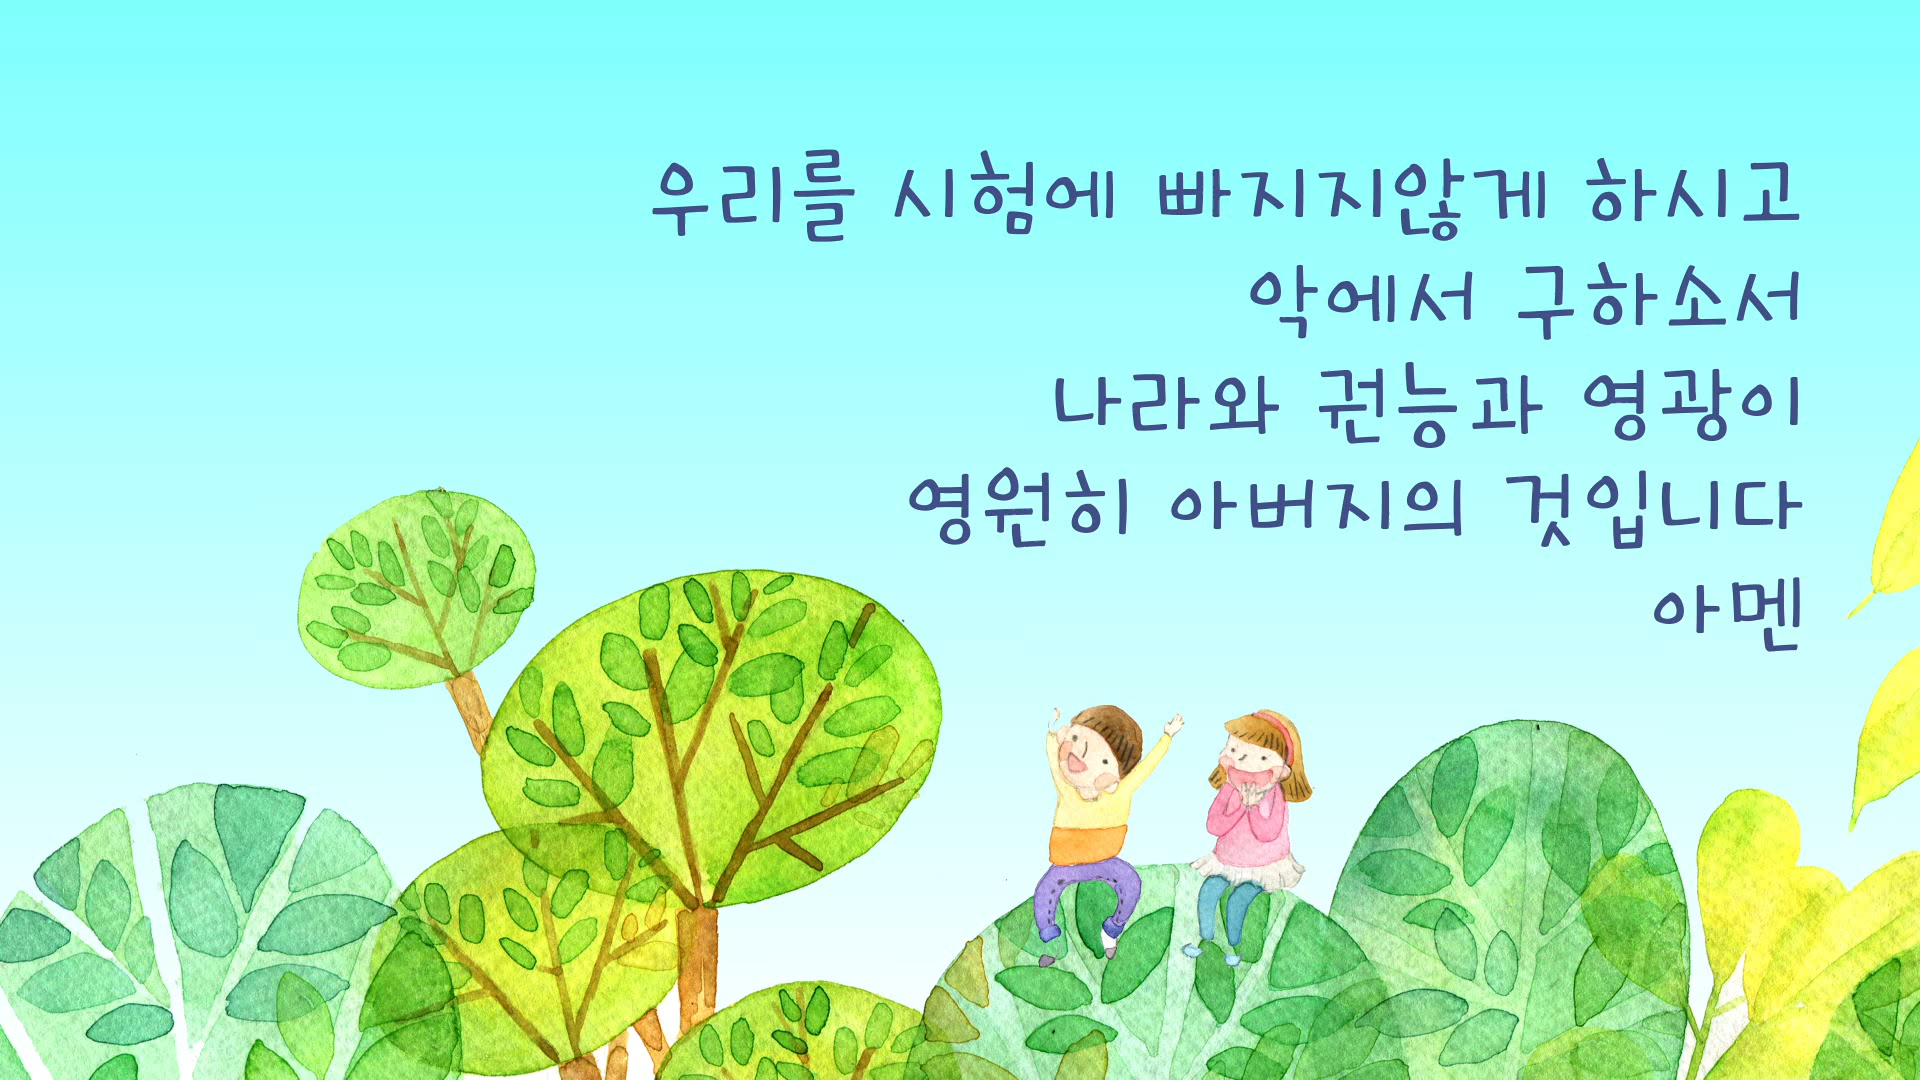 우리를 시험에 빠지지않게 하시고
악에서 구하소서
나라와 권능과 영광이
영원히 아버지의 것입니다
아멘